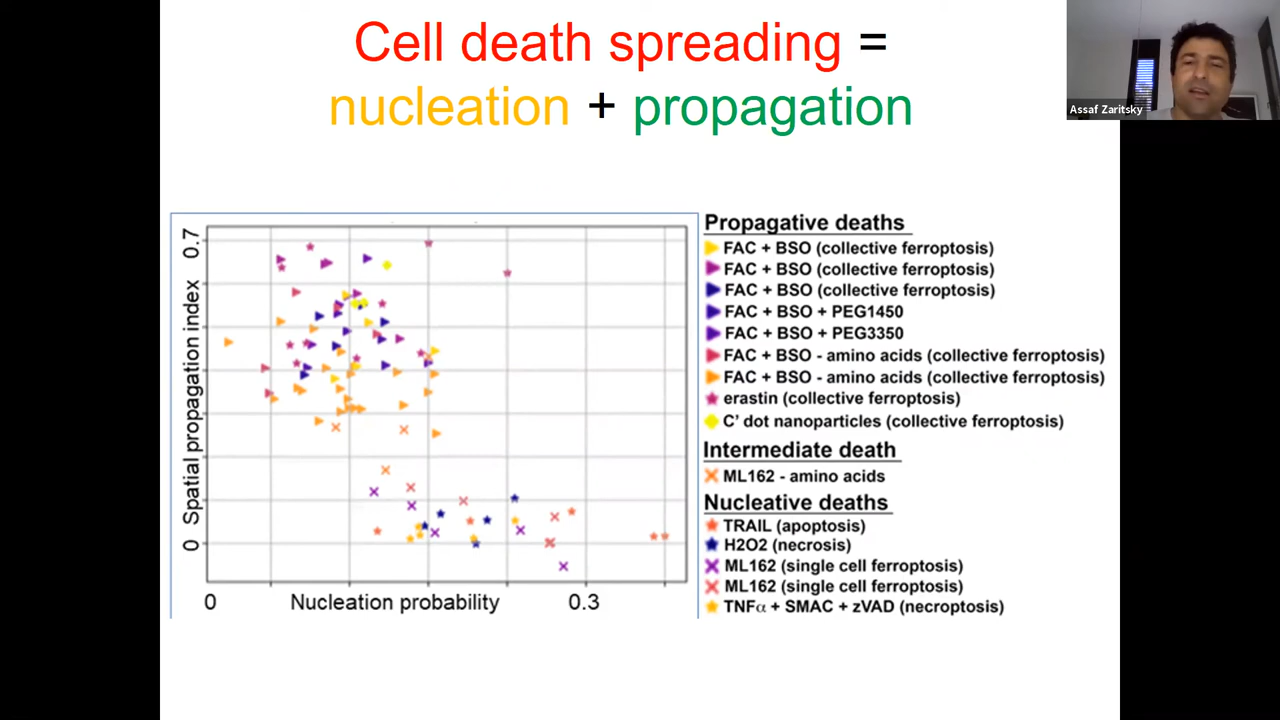 Cell death spreading =
nucleation + propagation
Assaf Zaritsky
0.7
Spatial propagation index
0
0
Nucleation probability
0.3
Propagative deaths
FAC + BSO (collective ferroptosis)
FAC + BSO (collective ferroptosis)
FAC + BSO (collective ferroptosis)
FAC + BSO + PEG1450
FAC + BSO + PEG3350
FAC + BSO - amino acids (collective ferroptosis)
FAC + BSO - amino acids (collective ferroptosis)
erastin (collective ferroptosis)
C' dot nanoparticles (collective ferroptosis)
Intermediate death
ML162 - amino acids
Nucleative deaths
TRAIL (apoptosis)
H2O2 (necrosis)
ML162 (single cell ferroptosis)
ML162 (single cell ferroptosis)
TNFα + SMAC + zVAD (necroptosis)